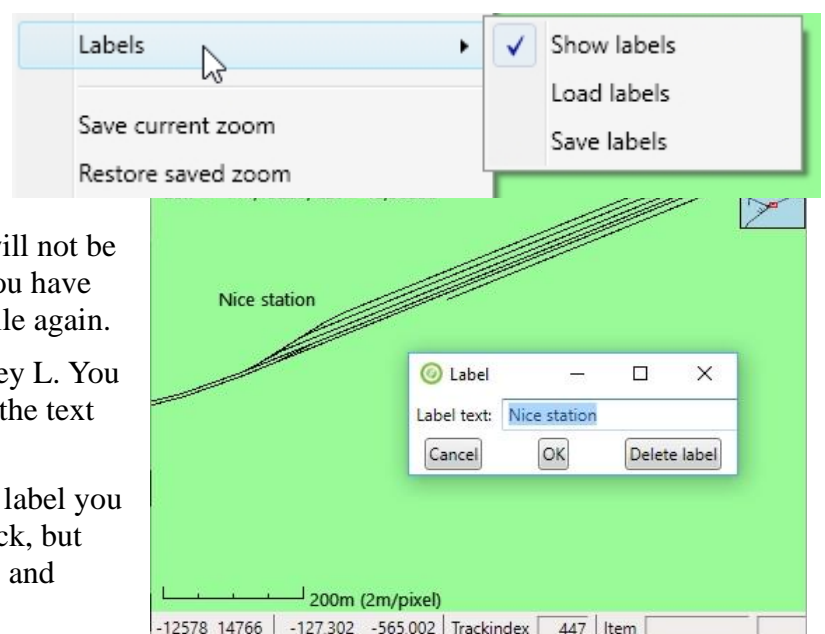 Labels
Show labels
Load labels
Save labels
Save current zoom
Restore saved zoom
ill not be
ou have
le again.
ey L. You
the text
label you
ck, but
and
Nice station
Label
Label text: Nice station
Cancel OK Delete label
200m (2m/pixel)
-12578 14766 -127.302 -565.002 Trackindex 447 Item